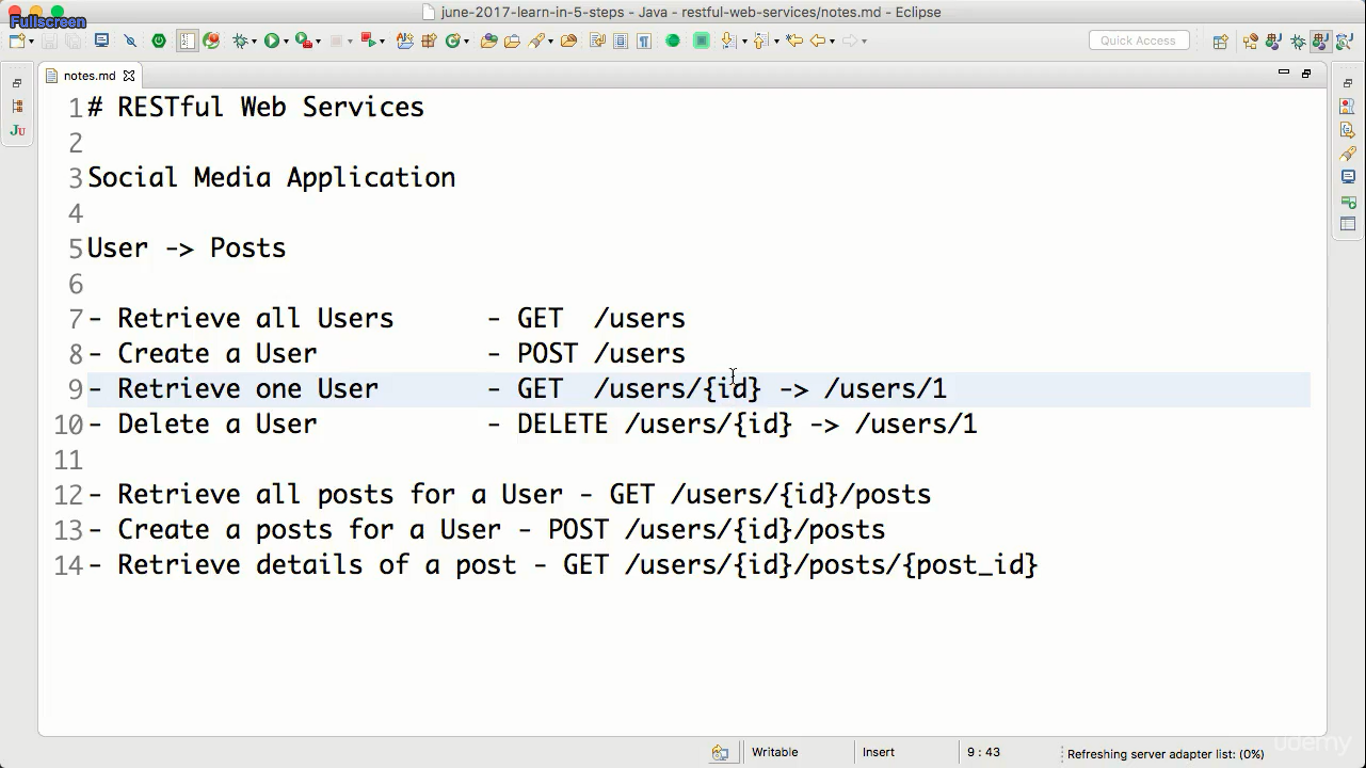 Fullscreen
june-2017-learn-in-5-steps - Java - restful-web-services/notes.md - Eclipse
Quick Access
notes.md
JU
1 # RESTful Web Services
2
3 Social Media Application
4
5 User -> Posts
6
7 - Retrieve all Users - GET /users
8 - Create a User - POST /users
9 - Retrieve one User - GET /users/{id} -> /users/1
10 - Delete a User - DELETE /users/{id} -> /users/1
11
12 - Retrieve all posts for a User - GET /users/{id}/posts
13 - Create a posts for a User - POST /users/{id}/posts
14 - Retrieve details of a post - GET /users/{id}/posts/{post_id}
Writable Insert 9 : 43 Refreshing server adapter list: (0%)
udemy